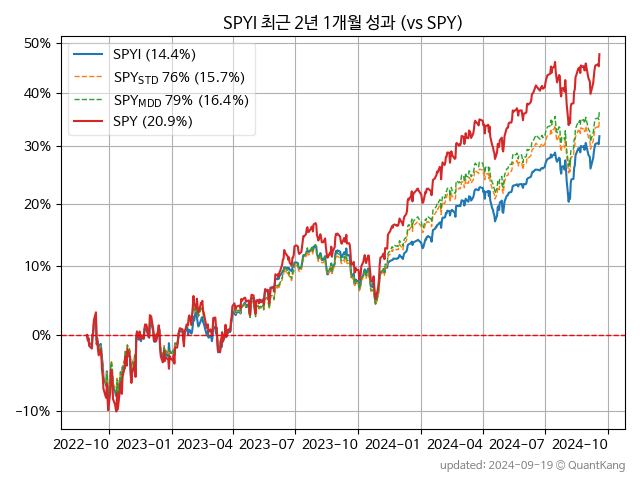 SPYI 최근 2년 1개월 성과 (vs SPY)
50%
40%
30%
20%
10%
0%
−10%
SPYI (14.4%)
SPY_STD 76% (15.7%)
SPY_MDD 79% (16.4%)
SPY (20.9%)
2022-10 2023-01 2023-04 2023-07 2023-10 2024-01 2024-04 2024-07 2024-10
updated: 2024-09-19 © QuantKang